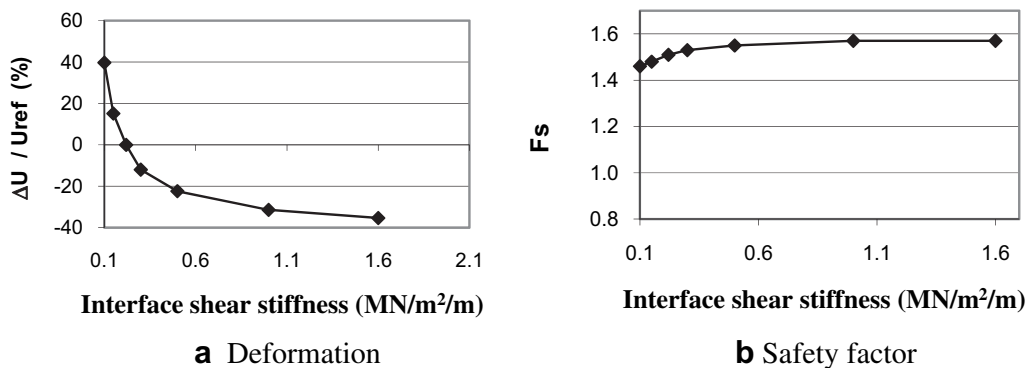 60
40
20
0
-20
-40
ΔU / Uref (%)
0.1 0.6 1.1 1.6 2.1
Interface shear stiffness (MN/m²/m)
a Deformation
1.6
1.4
1.2
1.0
0.8
Fs
0.1 0.6 1.1 1.6
Interface shear stiffness (MN/m²/m)
b Safety factor